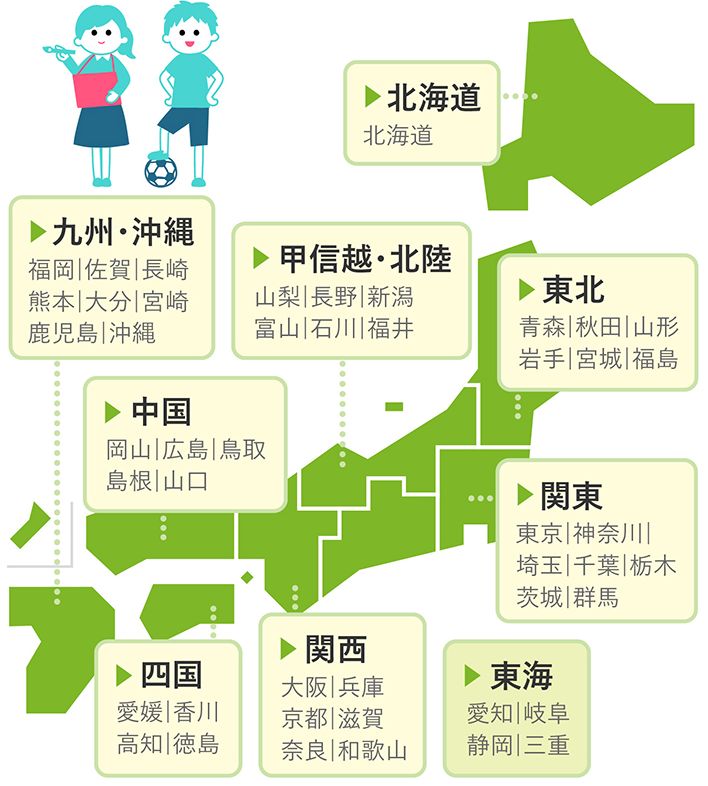 北海道
北海道
九州・沖縄
福岡|佐賀|長崎
熊本|大分|宮崎
鹿児島|沖縄
甲信越・北陸
山梨|長野|新潟
富山|石川|福井
東北
青森|秋田|山形
岩手|宮城|福島
中国
岡山|広島|鳥取
島根|山口
関東
東京|神奈川|
埼玉|千葉|栃木
茨城|群馬
四国
愛媛|香川
高知|徳島
関西
大阪|兵庫
京都|滋賀
奈良|和歌山
東海
愛知|岐阜
静岡|三重